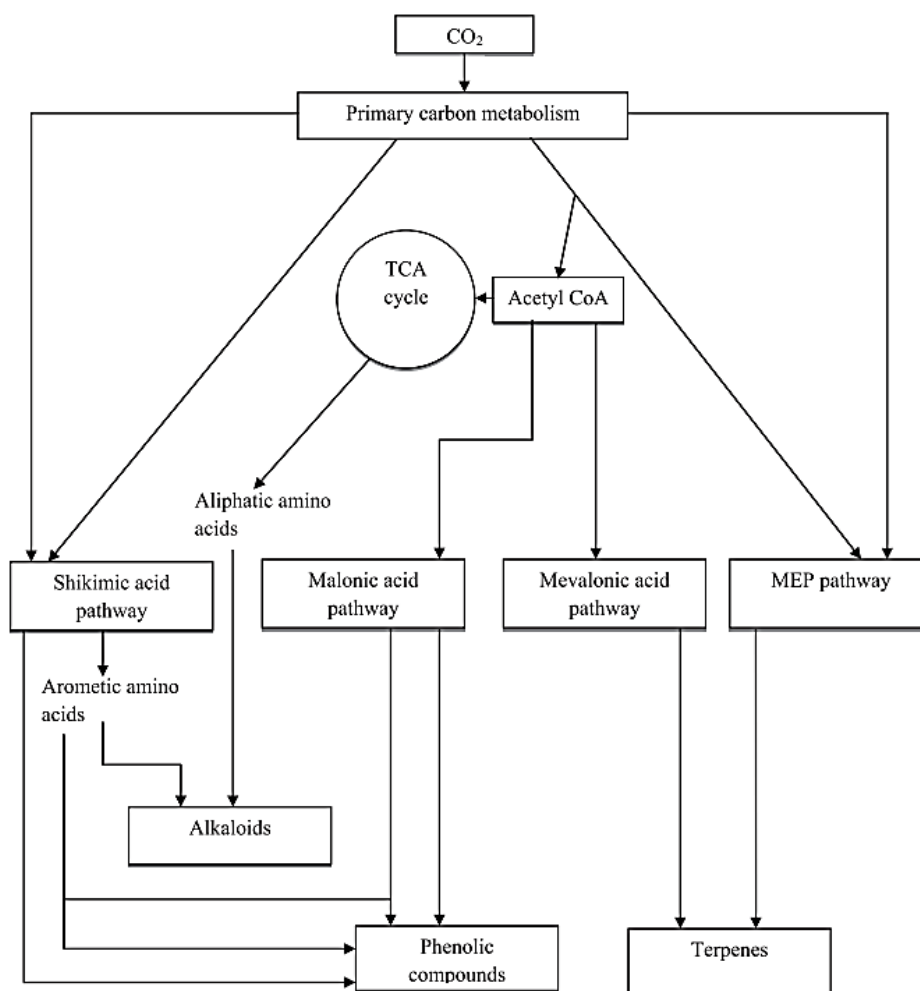 CO₂
Primary carbon metabolism
TCA
cycle
Acetyl CoA
Aliphatic amino
acids
Shikimic acid
pathway
Malonic acid
pathway
Mevalonic acid
pathway
MEP pathway
Arometic amino
acids
Alkaloids
Phenolic
compounds
Terpenes